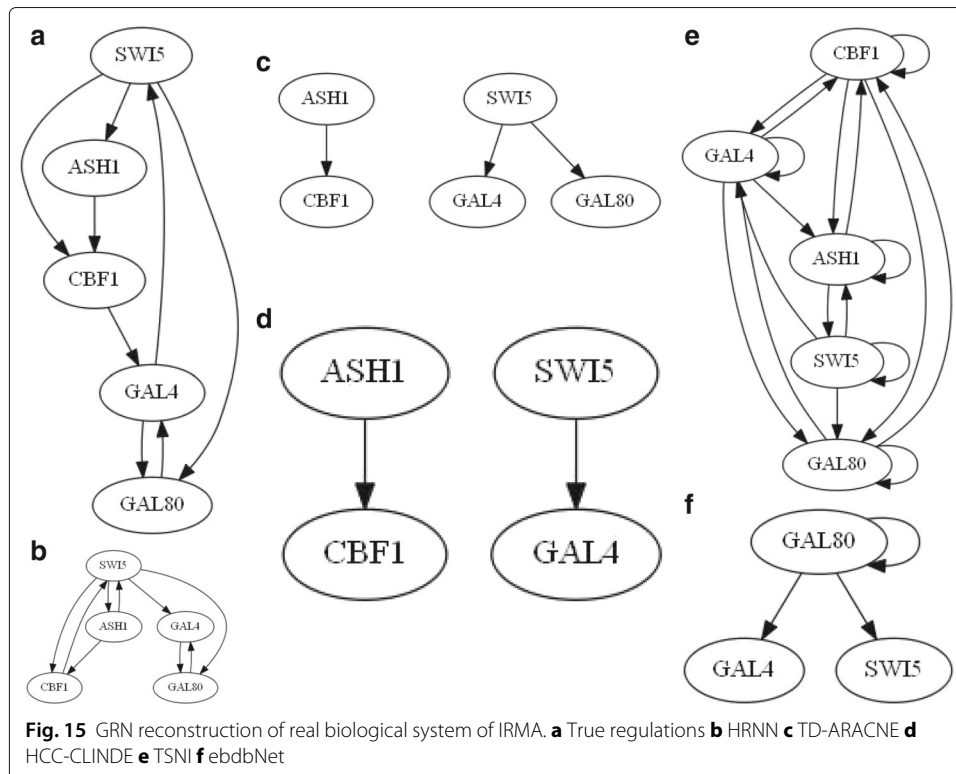 a
SWI5
ASH1
CBF1
GAL4
GAL80
b
SWI5
ASH1
GAL4
CBF1
GAL80
c
ASH1
SWI5
CBF1
GAL4
GAL80
d
ASH1
SWI5
CBF1
GAL4
e
CBF1
GAL4
ASH1
SWI5
GAL80
f
GAL80
GAL4
SWI5
Fig. 15 GRN reconstruction of real biological system of IRMA. a True regulations b HRNN c TD-ARACNE d
HCC-CLINDE e TSNI f ebdbNet